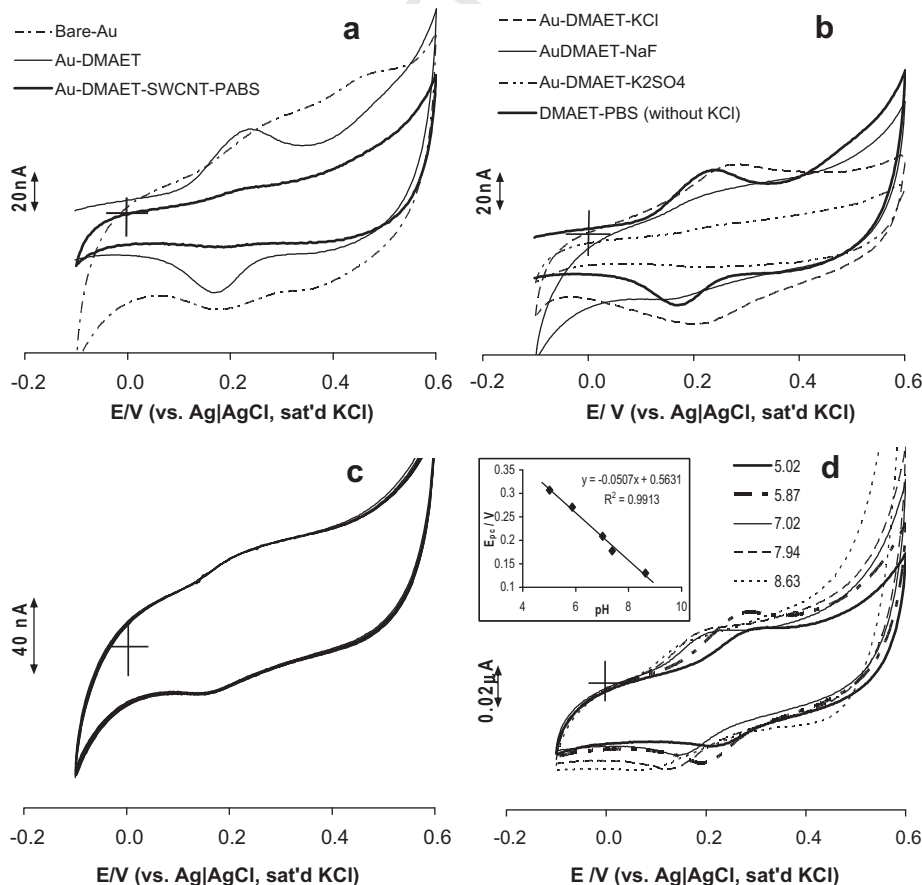 a
Bare-Au
Au-DMAET
Au-DMAET-SWCNT-PABS
20nA
-0.2 0.0 0.2 0.4 0.6
E/V (vs. Ag|AgCl, sat'd KCl)
b
Au-DMAET-KCl
AuDMAET-NaF
Au-DMAET-K2SO4
DMAET-PBS (without KCl)
20nA
-0.2 0.0 0.2 0.4 0.6
E/ V (vs. Ag|AgCl, sat'd KCl)
c
40 nA
-0.2 0.0 0.2 0.4 0.6
E/V (vs. Ag|AgCl, sat'd KCl)
d
5.02
5.87
7.02
7.94
8.63
y = -0.0507x + 0.5631
R2 = 0.9913
Epc / V
0.35
0.3
0.25
0.2
0.15
0.1
4 6 8 10
pH
0.02µA
-0.2 0.0 0.2 0.4 0.6
E /V (vs. Ag|AgCl, sat'd KCl)